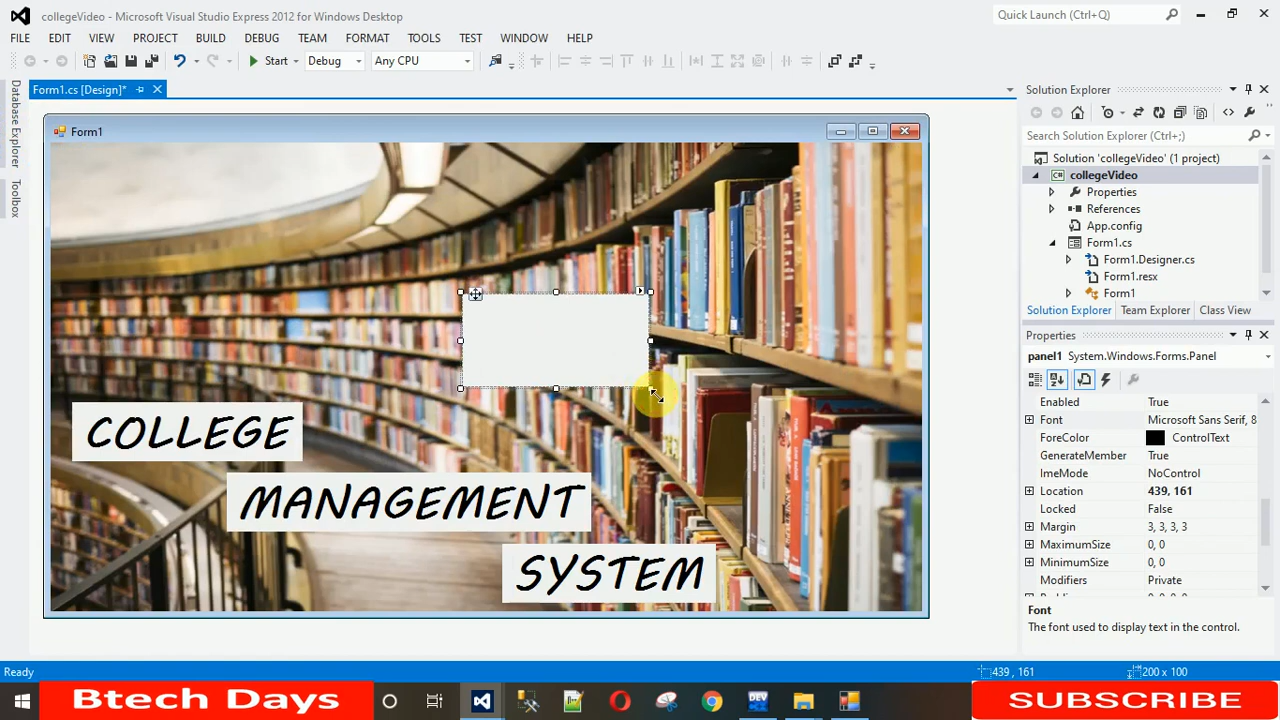 collegeVideo - Microsoft Visual Studio Express 2012 for Windows Desktop
Quick Launch (Ctrl+Q)
FILE EDIT VIEW PROJECT BUILD DEBUG TEAM FORMAT TOOLS TEST WINDOW HELP
Start Debug Any CPU
Form1.cs [Design]*
Solution Explorer
Database Explorer
Toolbox
Form1
Search Solution Explorer (Ctrl+;)
Solution 'collegeVideo' (1 project)
C# collegeVideo
Properties
References
App.config
Form1.cs
Form1.Designer.cs
Form1.resx
Form1
Solution Explorer Team Explorer Class View
Properties
panel1 System.Windows.Forms.Panel
Enabled True
Font Microsoft Sans Serif, 8
ForeColor ControlText
GenerateMember True
ImeMode NoControl
Location 439, 161
Locked False
Margin 3, 3, 3, 3
MaximumSize 0, 0
MinimumSize 0, 0
Modifiers Private
Font
The font used to display text in the control.
COLLEGE
MANAGEMENT
SYSTEM
Ready
439 , 161
200 x 100
Btech Days
DEV
SUBSCRIBE